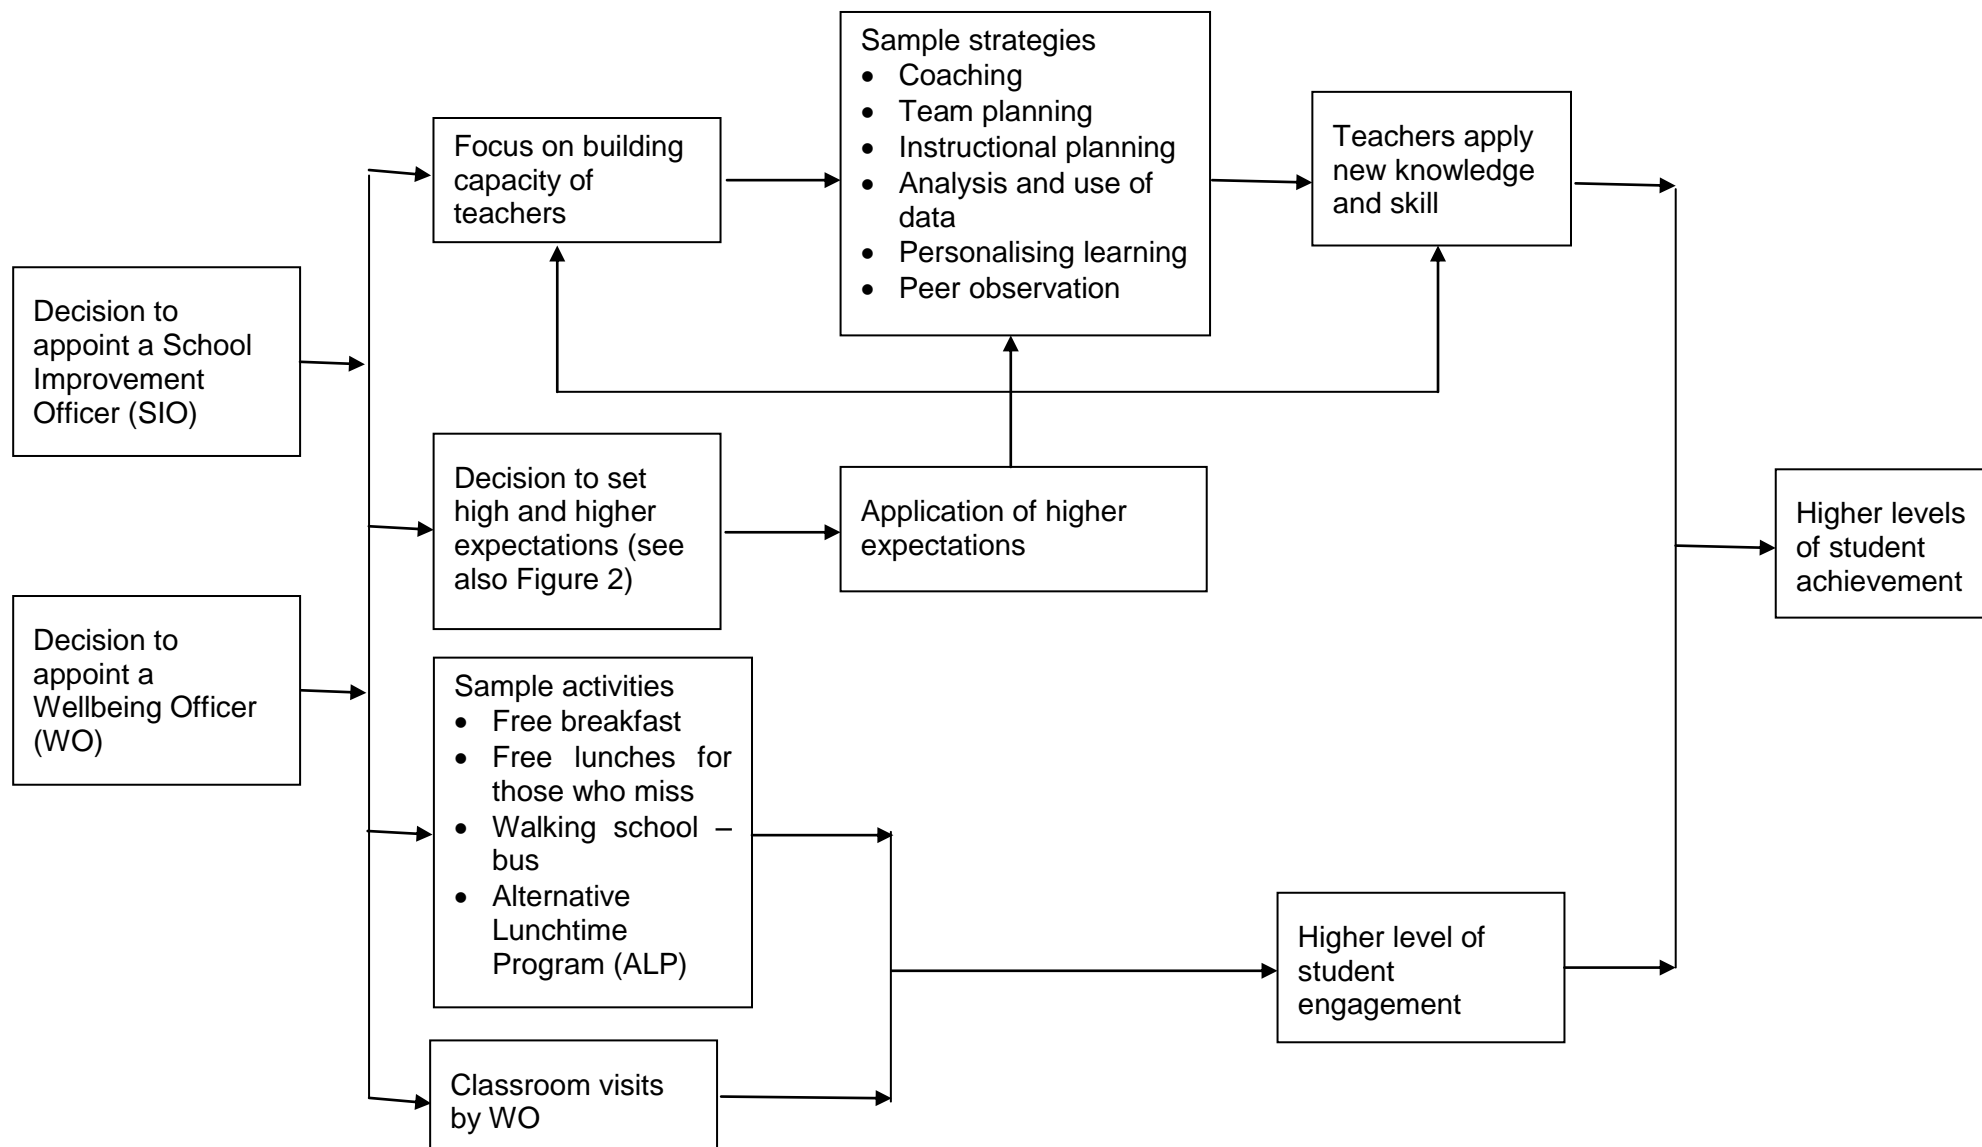 Sample strategies
• Coaching
• Team planning
• Instructional planning
• Analysis and use of
data
• Personalising learning
• Peer observation
Focus on building
capacity of
teachers
Teachers apply
new knowledge
and skill
Decision to
appoint a School
Improvement
Officer (SIO)
Decision to set
high and higher
expectations (see
also Figure 2)
Application of higher
expectations
Higher levels
of student
achievement
Decision to
appoint a
Wellbeing Officer
(WO)
Sample activities
• Free breakfast
• Free lunches for
those who miss
• Walking school –
bus
• Alternative
Lunchtime
Program (ALP)
Higher level of
student
engagement
Classroom visits
by WO